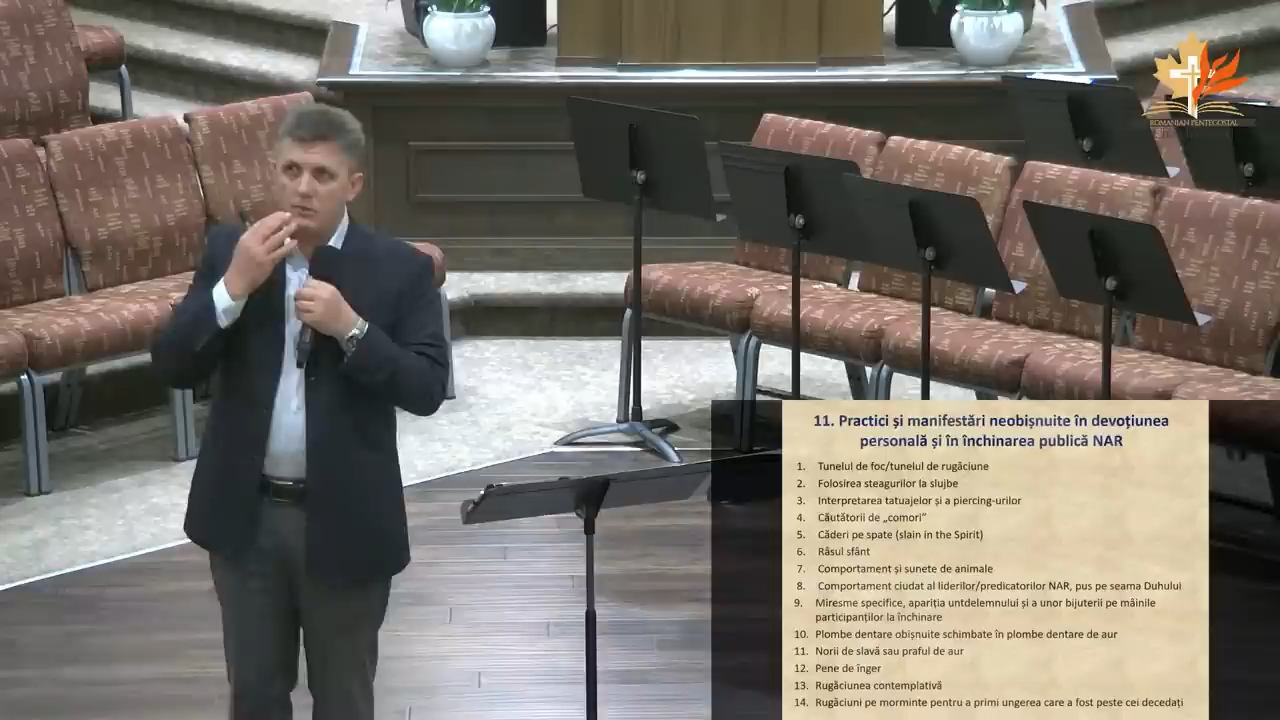 ROMANIAN PENTECOSTAL
11. Practici și manifestări neobișnuite în devoțiunea
personală și în închinarea publică NAR
1. Tunelul de foc/tunelul de rugăciune
2. Folosirea steagurilor la slujbe
3. Interpretarea tatuajelor și a piercing-urilor
4. Căutătorii de „comori”
5. Căderi pe spate (slain in the Spirit)
6. Râsul sfânt
7. Comportament și sunete de animale
8. Comportament ciudat al liderilor/predicatorilor NAR, pus pe seama Duhului
9. Miresme specifice, apariția untdelemnului și a unor bijuterii pe mâinile
participanților la închinare
10. Plombe dentare obișnuite schimbate în plombe dentare de aur
11. Norii de slavă sau praful de aur
12. Pene de înger
13. Rugăciunea contemplativă
14. Rugăciuni pe morminte pentru a primi ungerea care a fost peste cei decedați